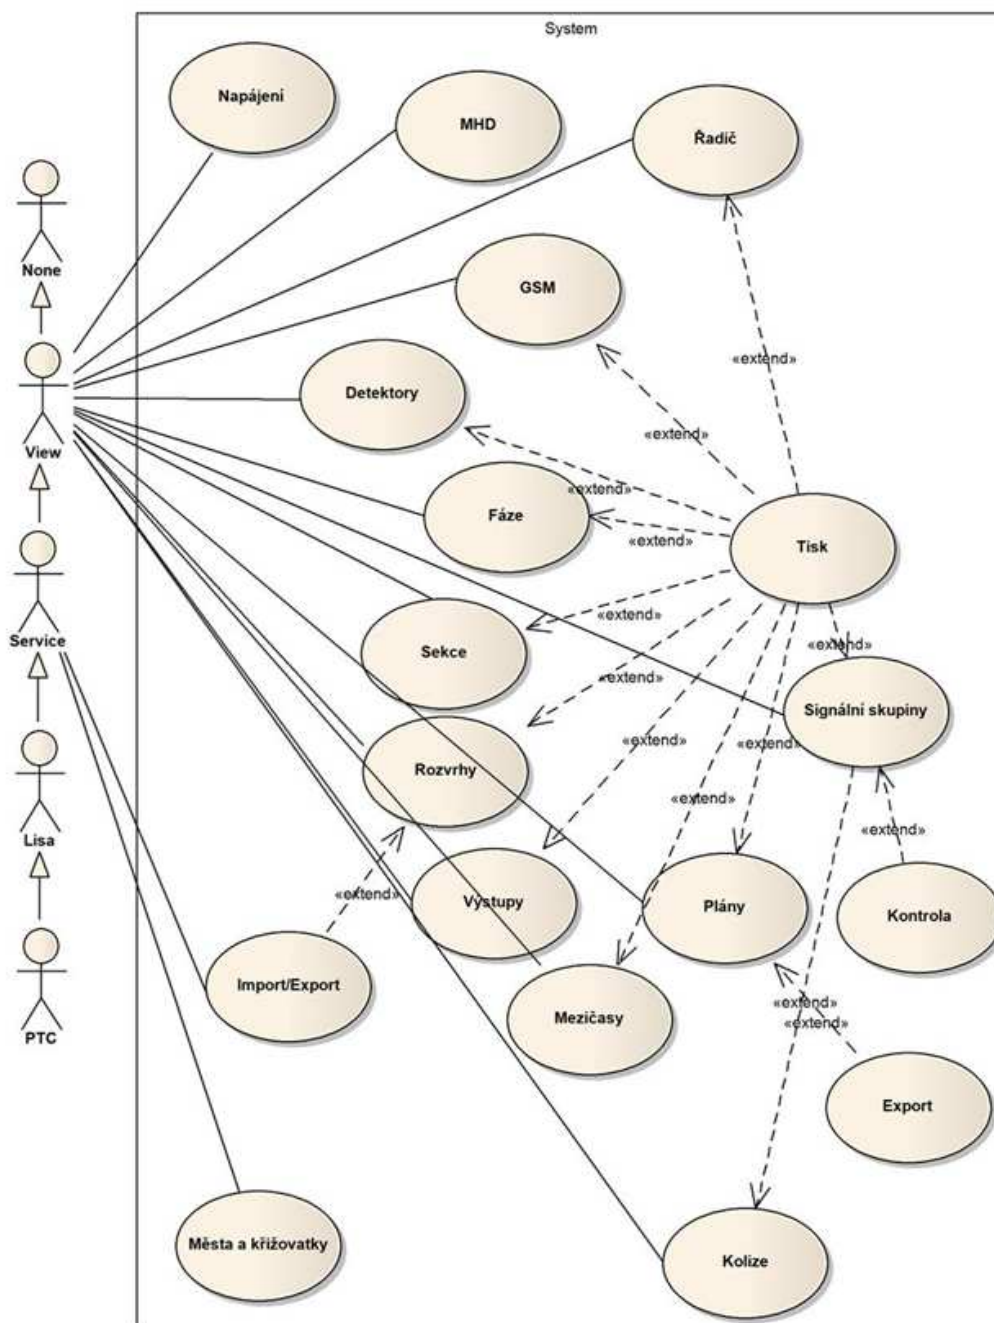 System
Napájení
MHD
Řadič
None
GSM
«extend»
View
Detektory
«extend»
Fáze
«extend»
«extend»
Tisk
Service
Sekce
«extend»
«extend»
«extend»
Signální skupiny
Rozvrhy
«extend»
«extend»
«extend»
Lisa
«extend»
«extend»
Výstupy
Plány
Kontrola
Import/Export
Mezičasy
«extend»
«extend»
PTC
Export
Města a křižovatky
Kolize